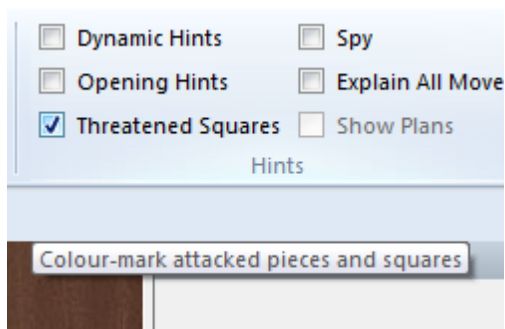 Dynamic Hints Spy
Opening Hints Explain All Move
Threatened Squares Show Plans
Hints
Colour-mark attacked pieces and squares